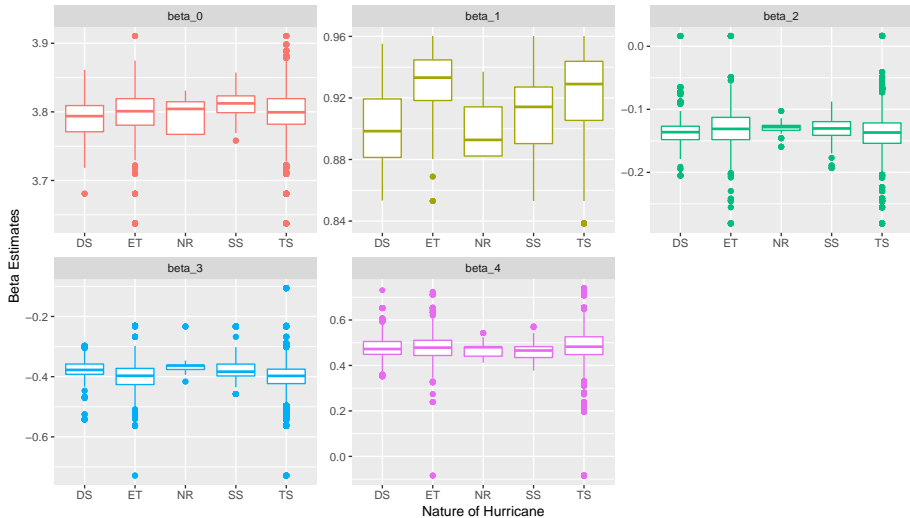 beta_0 beta_1 beta_2
3.9
3.8
3.7
0.96
0.92
0.88
0.84
0.0
−0.1
−0.2
DS ET NR SS TS
DS ET NR SS TS
DS ET NR SS TS
Beta Estimates
beta_3 beta_4
−0.2
−0.4
−0.6
0.6
0.4
0.2
0.0
DS ET NR SS TS
DS ET NR SS TS
Nature of Hurricane